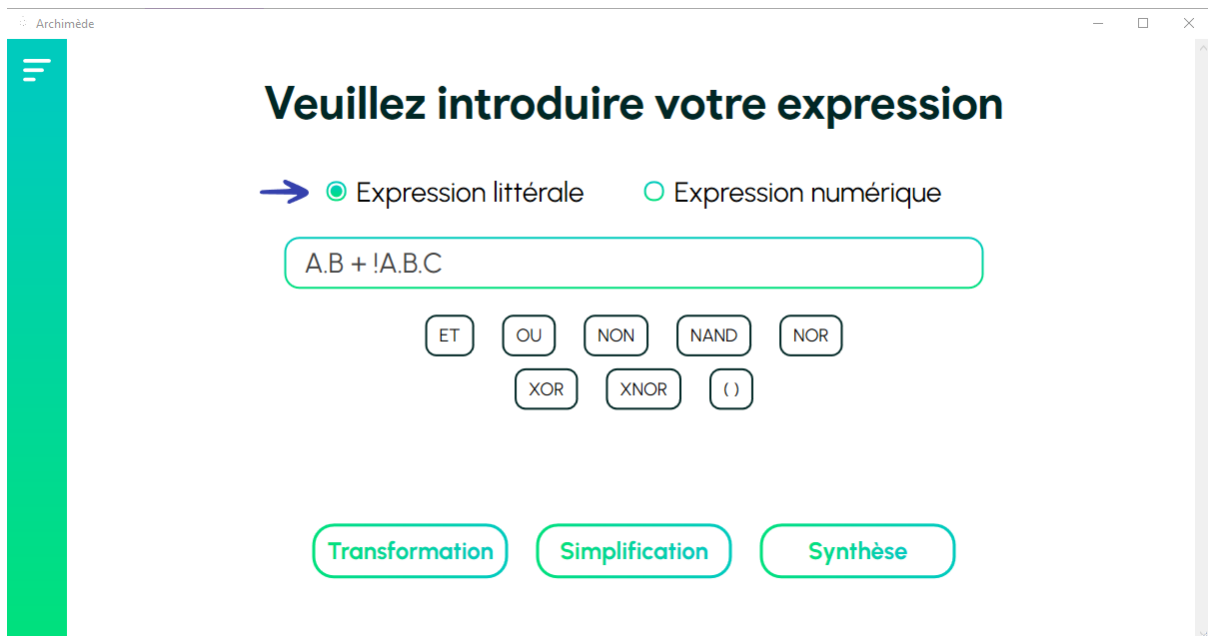 Archimède
Veuillez introduire votre expression
Expression littérale Expression numérique
A.B + !A.B.C
ET OU NON NAND NOR
XOR XNOR ( )
Transformation Simplification Synthèse